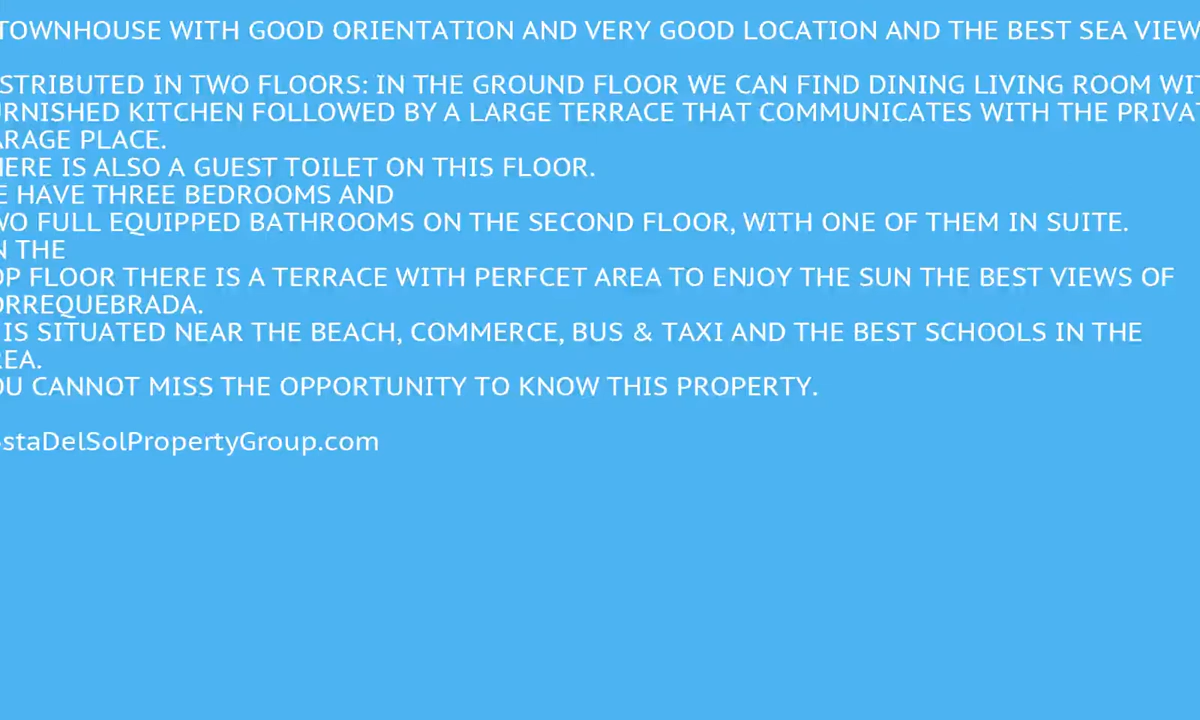 TOWNHOUSE WITH GOOD ORIENTATION AND VERY GOOD LOCATION AND THE BEST SEA VIEW
STRIBUTED IN TWO FLOORS: IN THE GROUND FLOOR WE CAN FIND DINING LIVING ROOM WIT
URNISHED KITCHEN FOLLOWED BY A LARGE TERRACE THAT COMMUNICATES WITH THE PRIVA
ARAGE PLACE.
HERE IS ALSO A GUEST TOILET ON THIS FLOOR.
E HAVE THREE BEDROOMS AND
WO FULL EQUIPPED BATHROOMS ON THE SECOND FLOOR, WITH ONE OF THEM IN SUITE.
N THE
OP FLOOR THERE IS A TERRACE WITH PERFCET AREA TO ENJOY THE SUN THE BEST VIEWS OF
ORREQUEBRADA.
IS SITUATED NEAR THE BEACH, COMMERCE, BUS & TAXI AND THE BEST SCHOOLS IN THE
REA.
OU CANNOT MISS THE OPPORTUNITY TO KNOW THIS PROPERTY.
staDelSolPropertyGroup.com